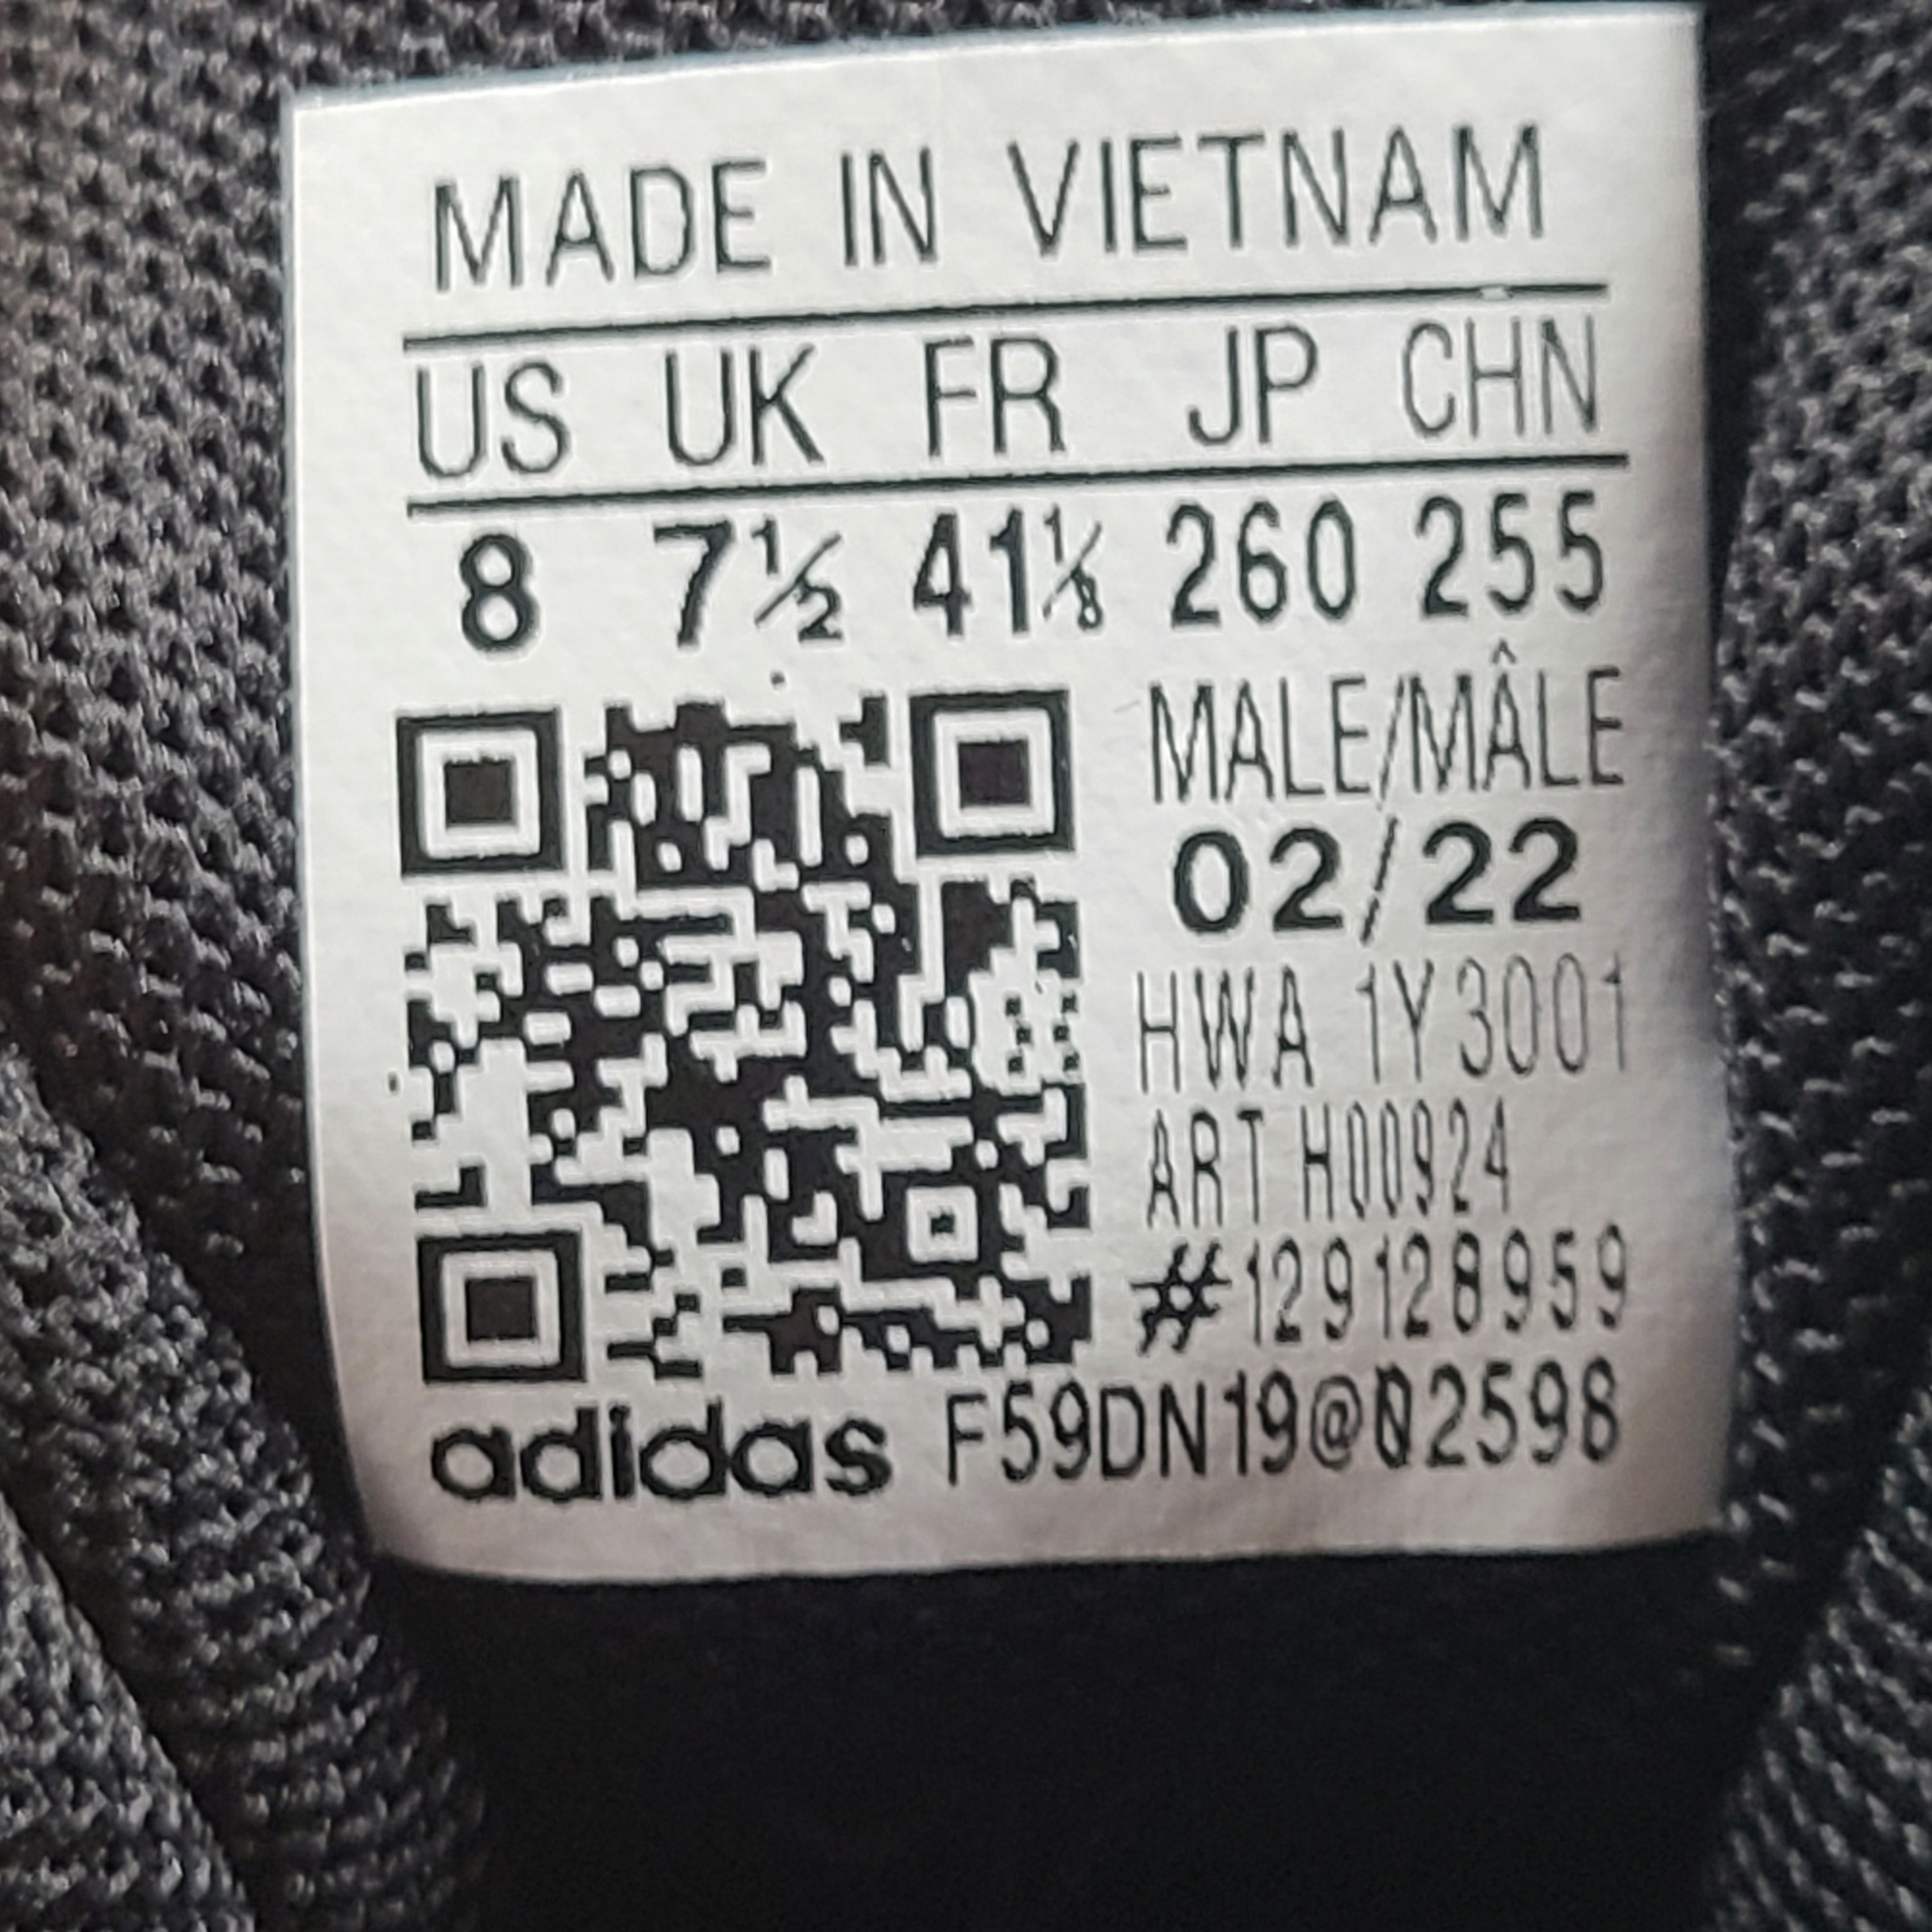 MADE IN VIETNAM
US UK FR JP CHN
8 7½ 41⅛ 260 255
MALE/MÂLE
02/22
HWA 1Y3001
ART H00924
#129128959
adidas F59DN19@02598